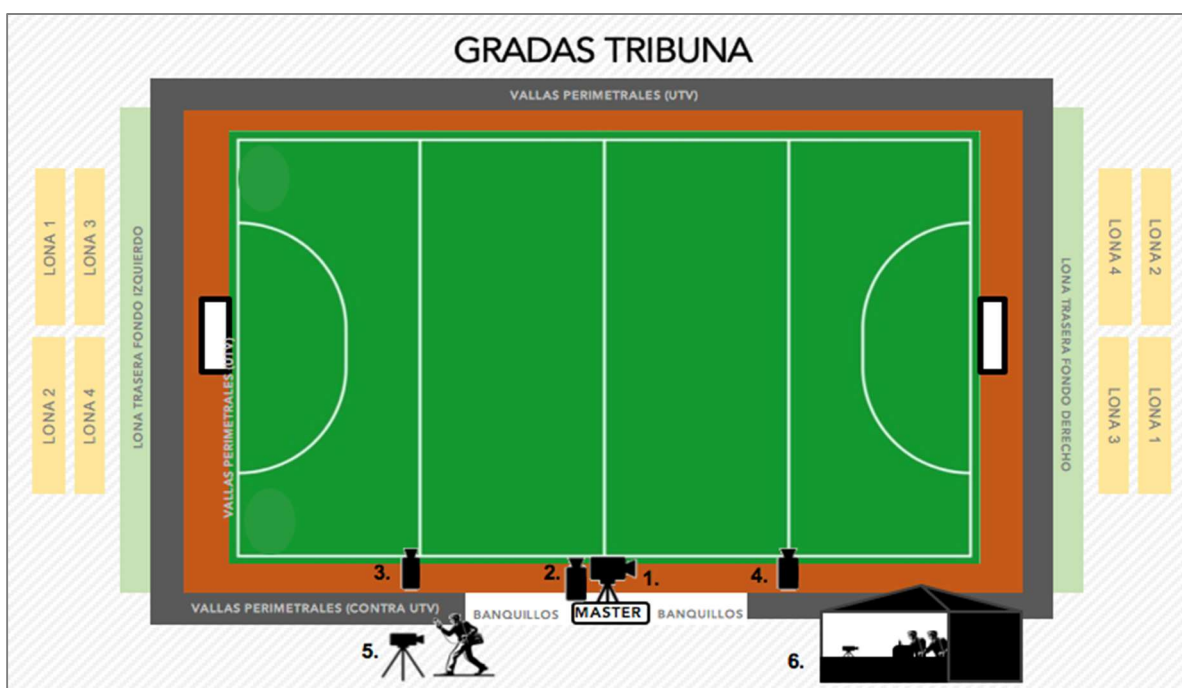 GRADAS TRIBUNA
VALLAS PERIMETRALES (UTV)
LONA 1
LONA 3
LONA 2
LONA 4
LONA TRASERA FONDO IZQUIERDO
VALLAS PERIMETRALES (UTV)
LONA TRASERA FONDO DERECHO
LONA 4
LONA 2
LONA 3
LONA 1
3.
2.
1.
4.
VALLAS PERIMETRALES (CONTRA UTV)
BANQUILLOS
MASTER
BANQUILLOS
5.
6.